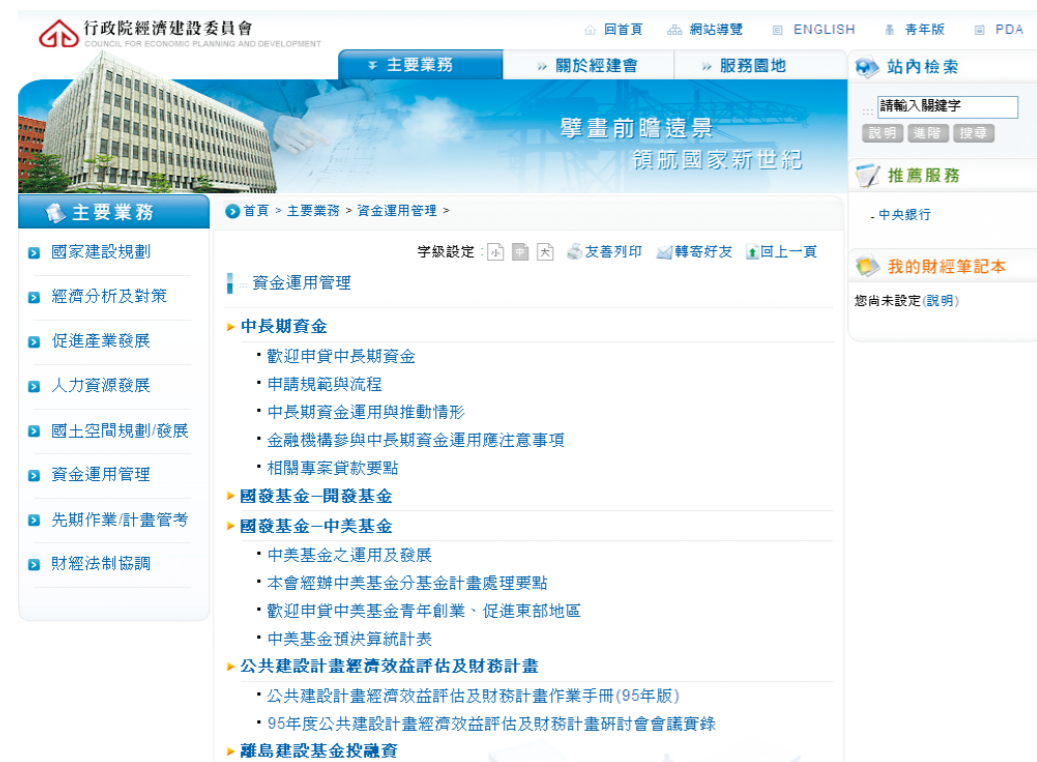 行政院經濟建設委員會
COUNCIL FOR ECONOMIC PLANNING AND DEVELOPMENT
回首頁 網站導覽 ENGLISH 青年版 PDA
主要業務 » 關於經建會 » 服務園地
擘畫前瞻遠景
領航國家新世紀
站內檢索
請輸入關鍵字
說明 進階 搜尋
推薦服務
- 中央銀行
我的財經筆記本
您尚未設定(說明)
主要業務
國家建設規劃
經濟分析及對策
促進產業發展
人力資源發展
國土空間規劃/發展
資金運用管理
先期作業/計畫管考
財經法制協調
首頁 > 主要業務 > 資金運用管理 >
字級設定 : 小 中 大 友善列印 轉寄好友 回上一頁
資金運用管理
中長期資金
・歡迎申貸中長期資金
・申請規範與流程
・中長期資金運用與推動情形
・金融機構參與中長期資金運用應注意事項
・相關專案貸款要點
國發基金─開發基金
國發基金─中美基金
・中美基金之運用及發展
・本會經辦中美基金分基金計畫處理要點
・歡迎申貸中美基金青年創業、促進東部地區
・中美基金預決算統計表
公共建設計畫經濟效益評估及財務計畫
・公共建設計畫經濟效益評估及財務計畫作業手冊(95年版)
・95年度公共建設計畫經濟效益評估及財務計畫研討會會議實錄
離島建設基金投融資